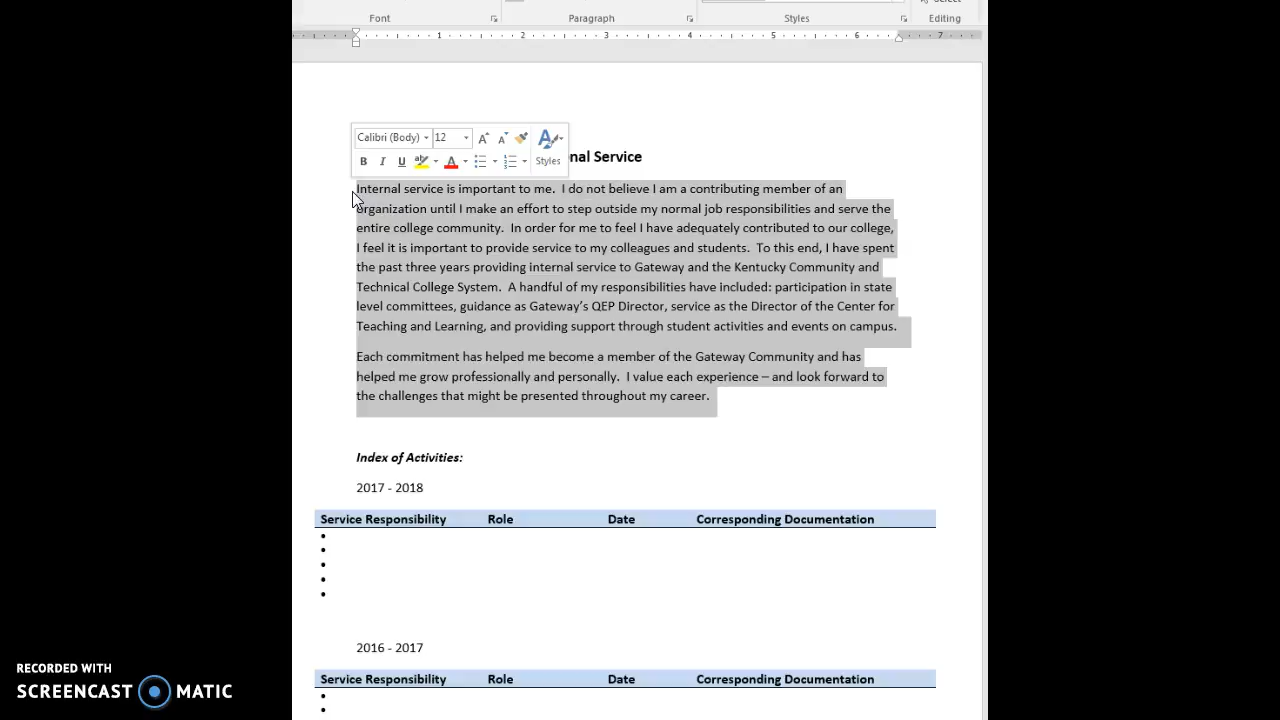 Select
Font
Paragraph
Styles
Editing
1 2 3 4 5 6 7
Calibri (Body) 12 A A A
B I U ab A Styles
nal Service
Internal service is important to me.  I do not believe I am a contributing member of an
organization until I make an effort to step outside my normal job responsibilities and serve the
entire college community.  In order for me to feel I have adequately contributed to our college,
I feel it is important to provide service to my colleagues and students.  To this end, I have spent
the past three years providing internal service to Gateway and the Kentucky Community and
Technical College System.  A handful of my responsibilities have included: participation in state
level committees, guidance as Gateway’s QEP Director, service as the Director of the Center for
Teaching and Learning, and providing support through student activities and events on campus.
Each commitment has helped me become a member of the Gateway Community and has
helped me grow professionally and personally.  I value each experience – and look forward to
the challenges that might be presented throughout my career.
Index of Activities:
2017 - 2018
Service Responsibility Role Date Corresponding Documentation
•
•
•
•
•
2016 - 2017
Service Responsibility Role Date Corresponding Documentation
•
•
RECORDED WITH
SCREENCAST MATIC